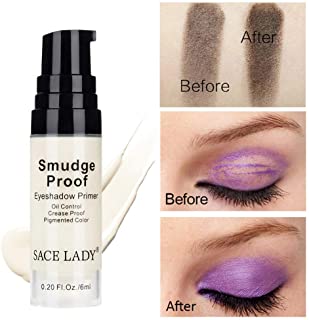 Smudge
Proof
Eyeshadow Primer
Oil Control
Crease Proof
Pigmented Color
SACE LADY®
0.20 Fl.Oz./6ml
Before
After
Before
After